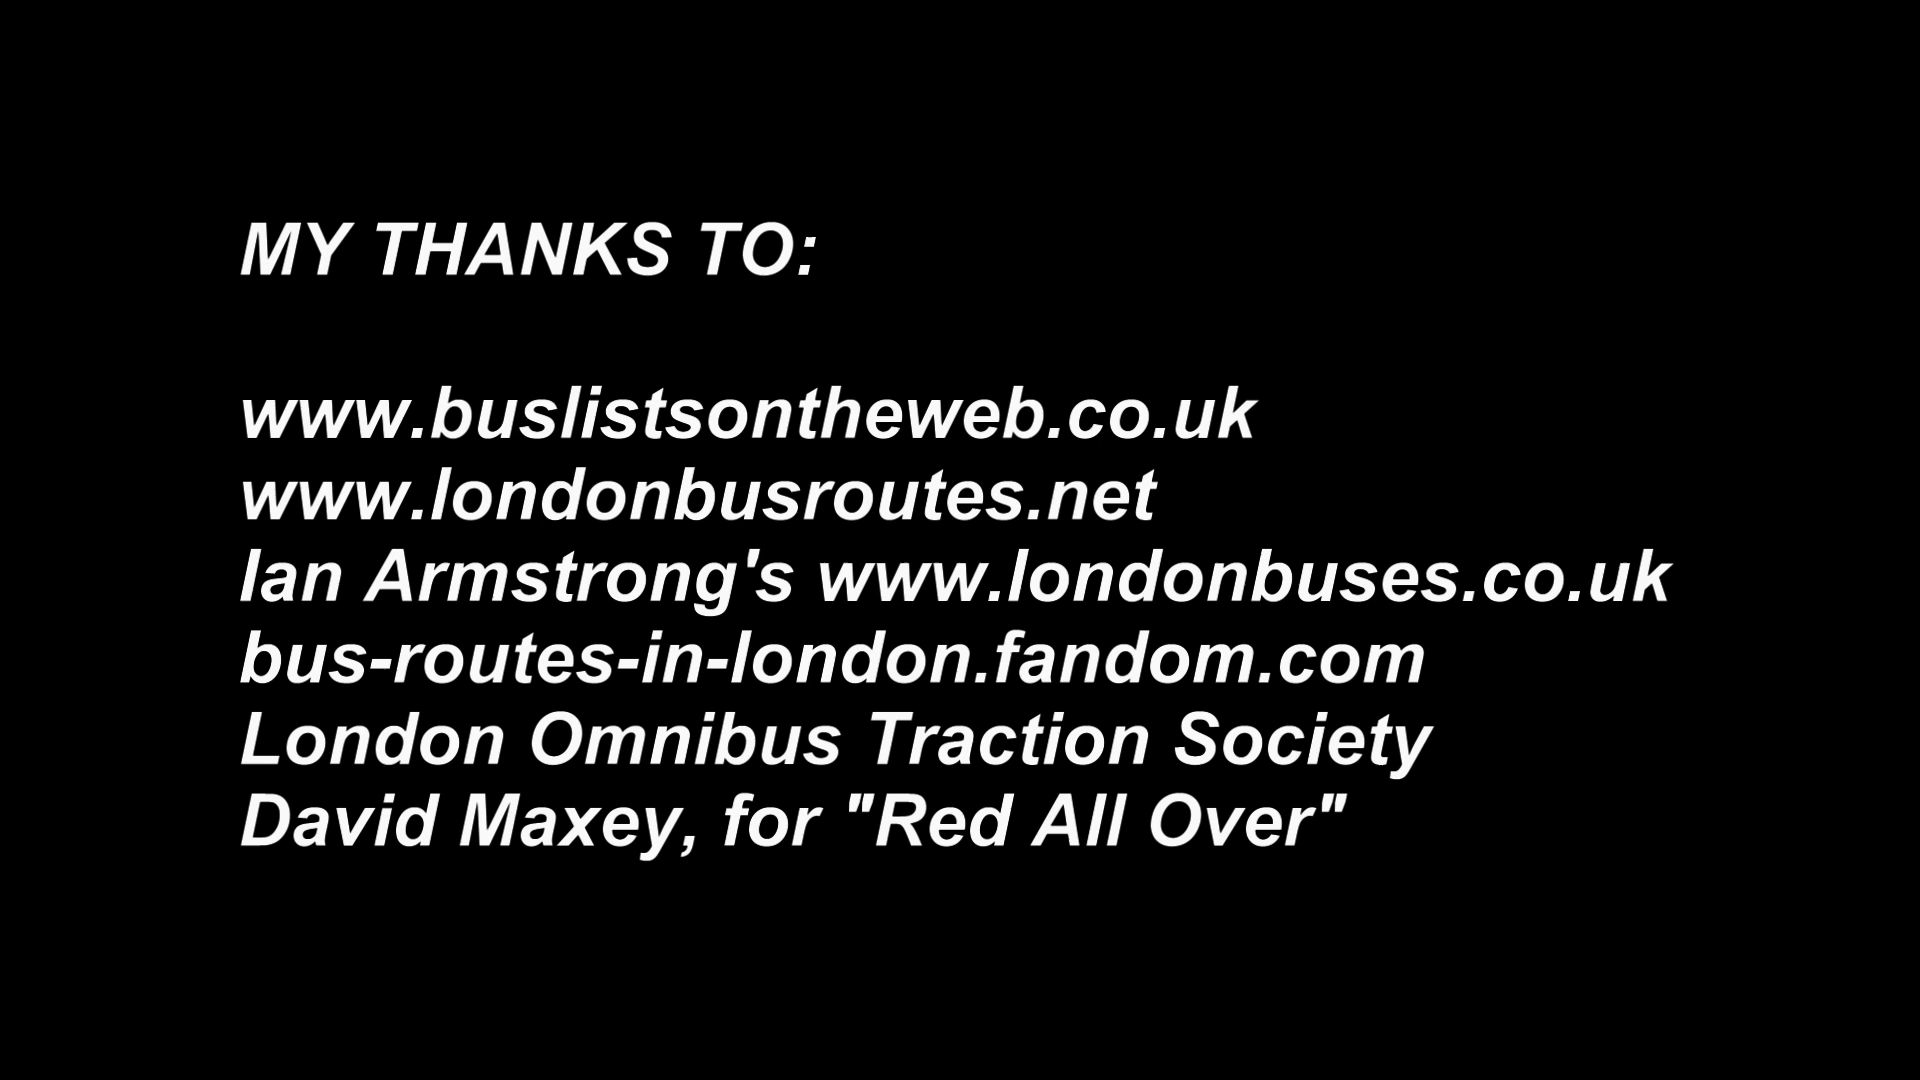 MY THANKS TO:
www.buslistsontheweb.co.uk
www.londonbusroutes.net
Ian Armstrong's www.londonbuses.co.uk
bus-routes-in-london.fandom.com
London Omnibus Traction Society
David Maxey, for "Red All Over"